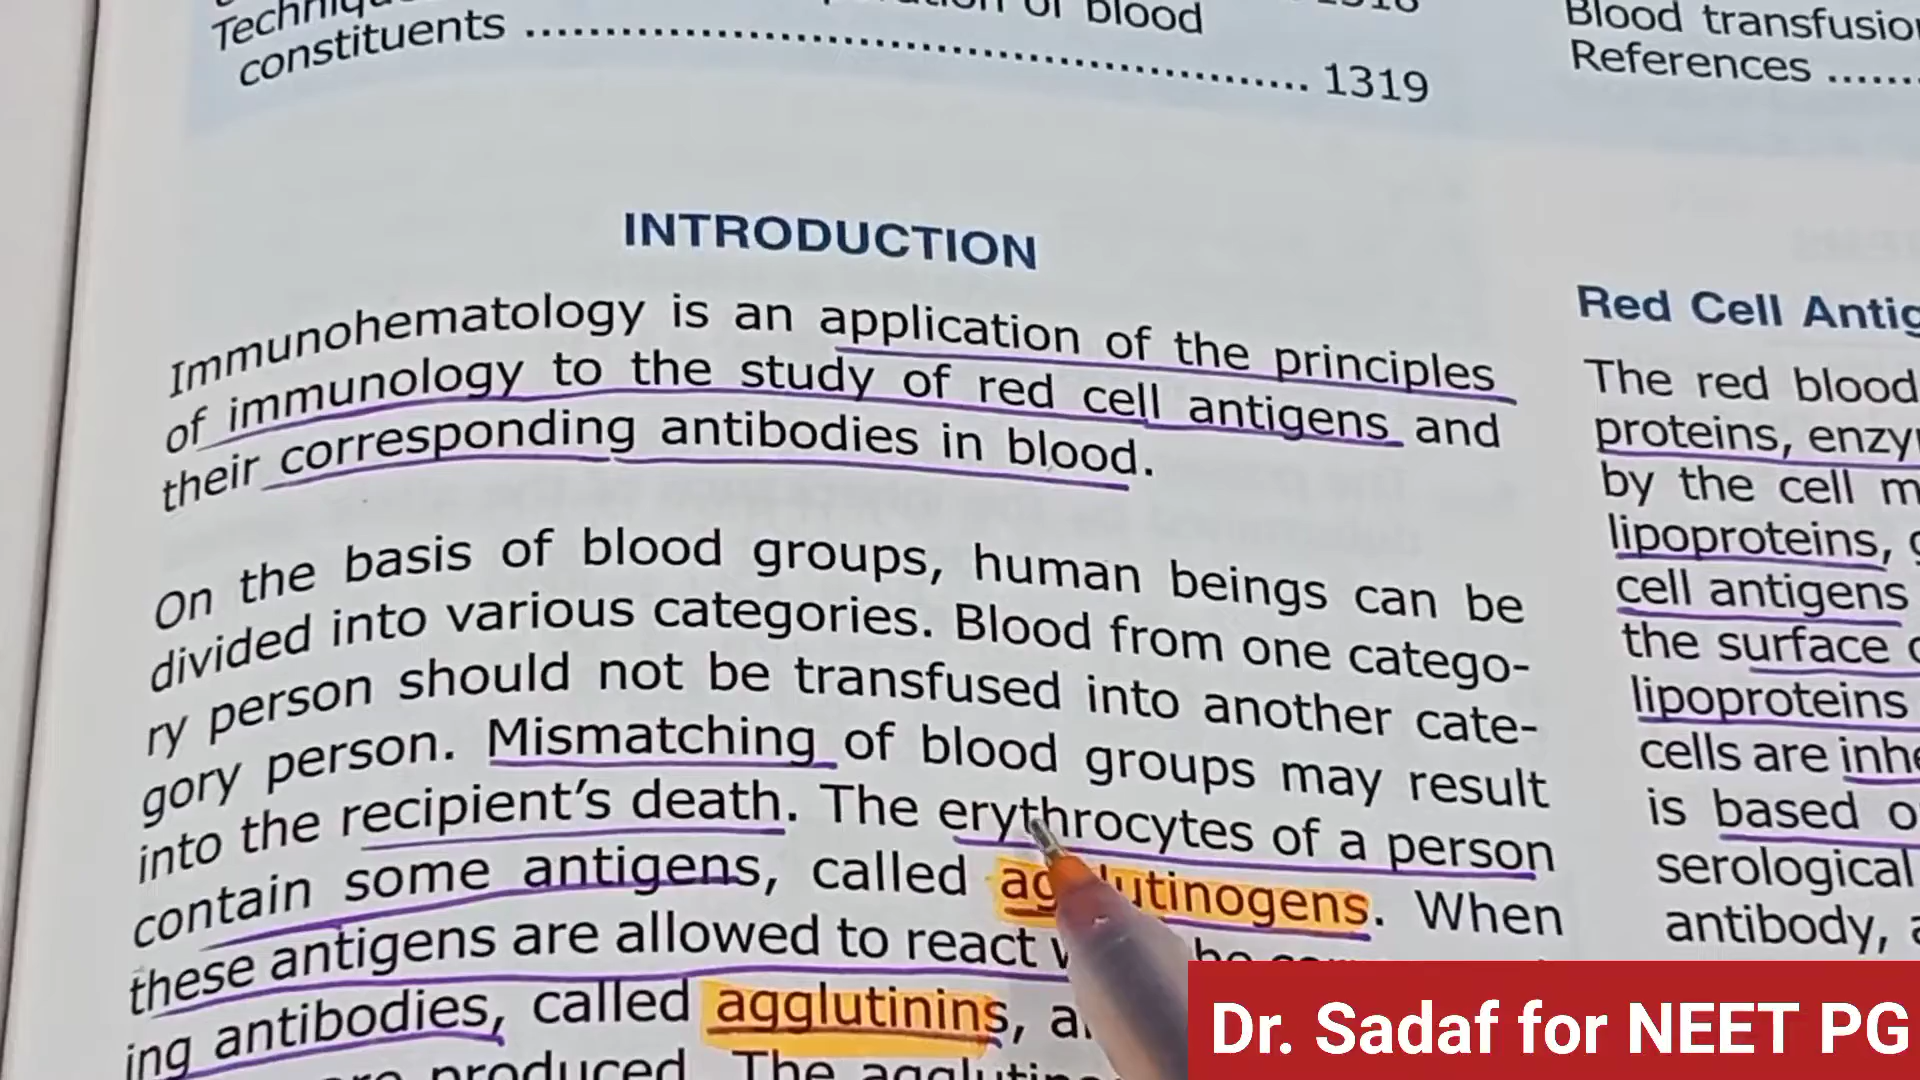 of blood
constituents ........................................................ 1319
INTRODUCTION
Immunohematology is an application of the principles
of immunology to the study of red cell antigens and
their corresponding antibodies in blood.
On the basis of blood groups, human beings can be
divided into various categories. Blood from one catego-
ry person should not be transfused into another cate-
gory person. Mismatching of blood groups may result
into the recipient's death. The erythrocytes of a person
contain some antigens, called agglutinogens. When
these antigens are allowed to react
ing antibodies, called agglutinins,
produced. The
Blood
References ......
Red Cell
The red blood
proteins,
by the cell
lipoproteins,
cell antigens
the surface
lipoproteins
cells are
is based
serological
antibody,
Dr. Sadaf for NEET PG